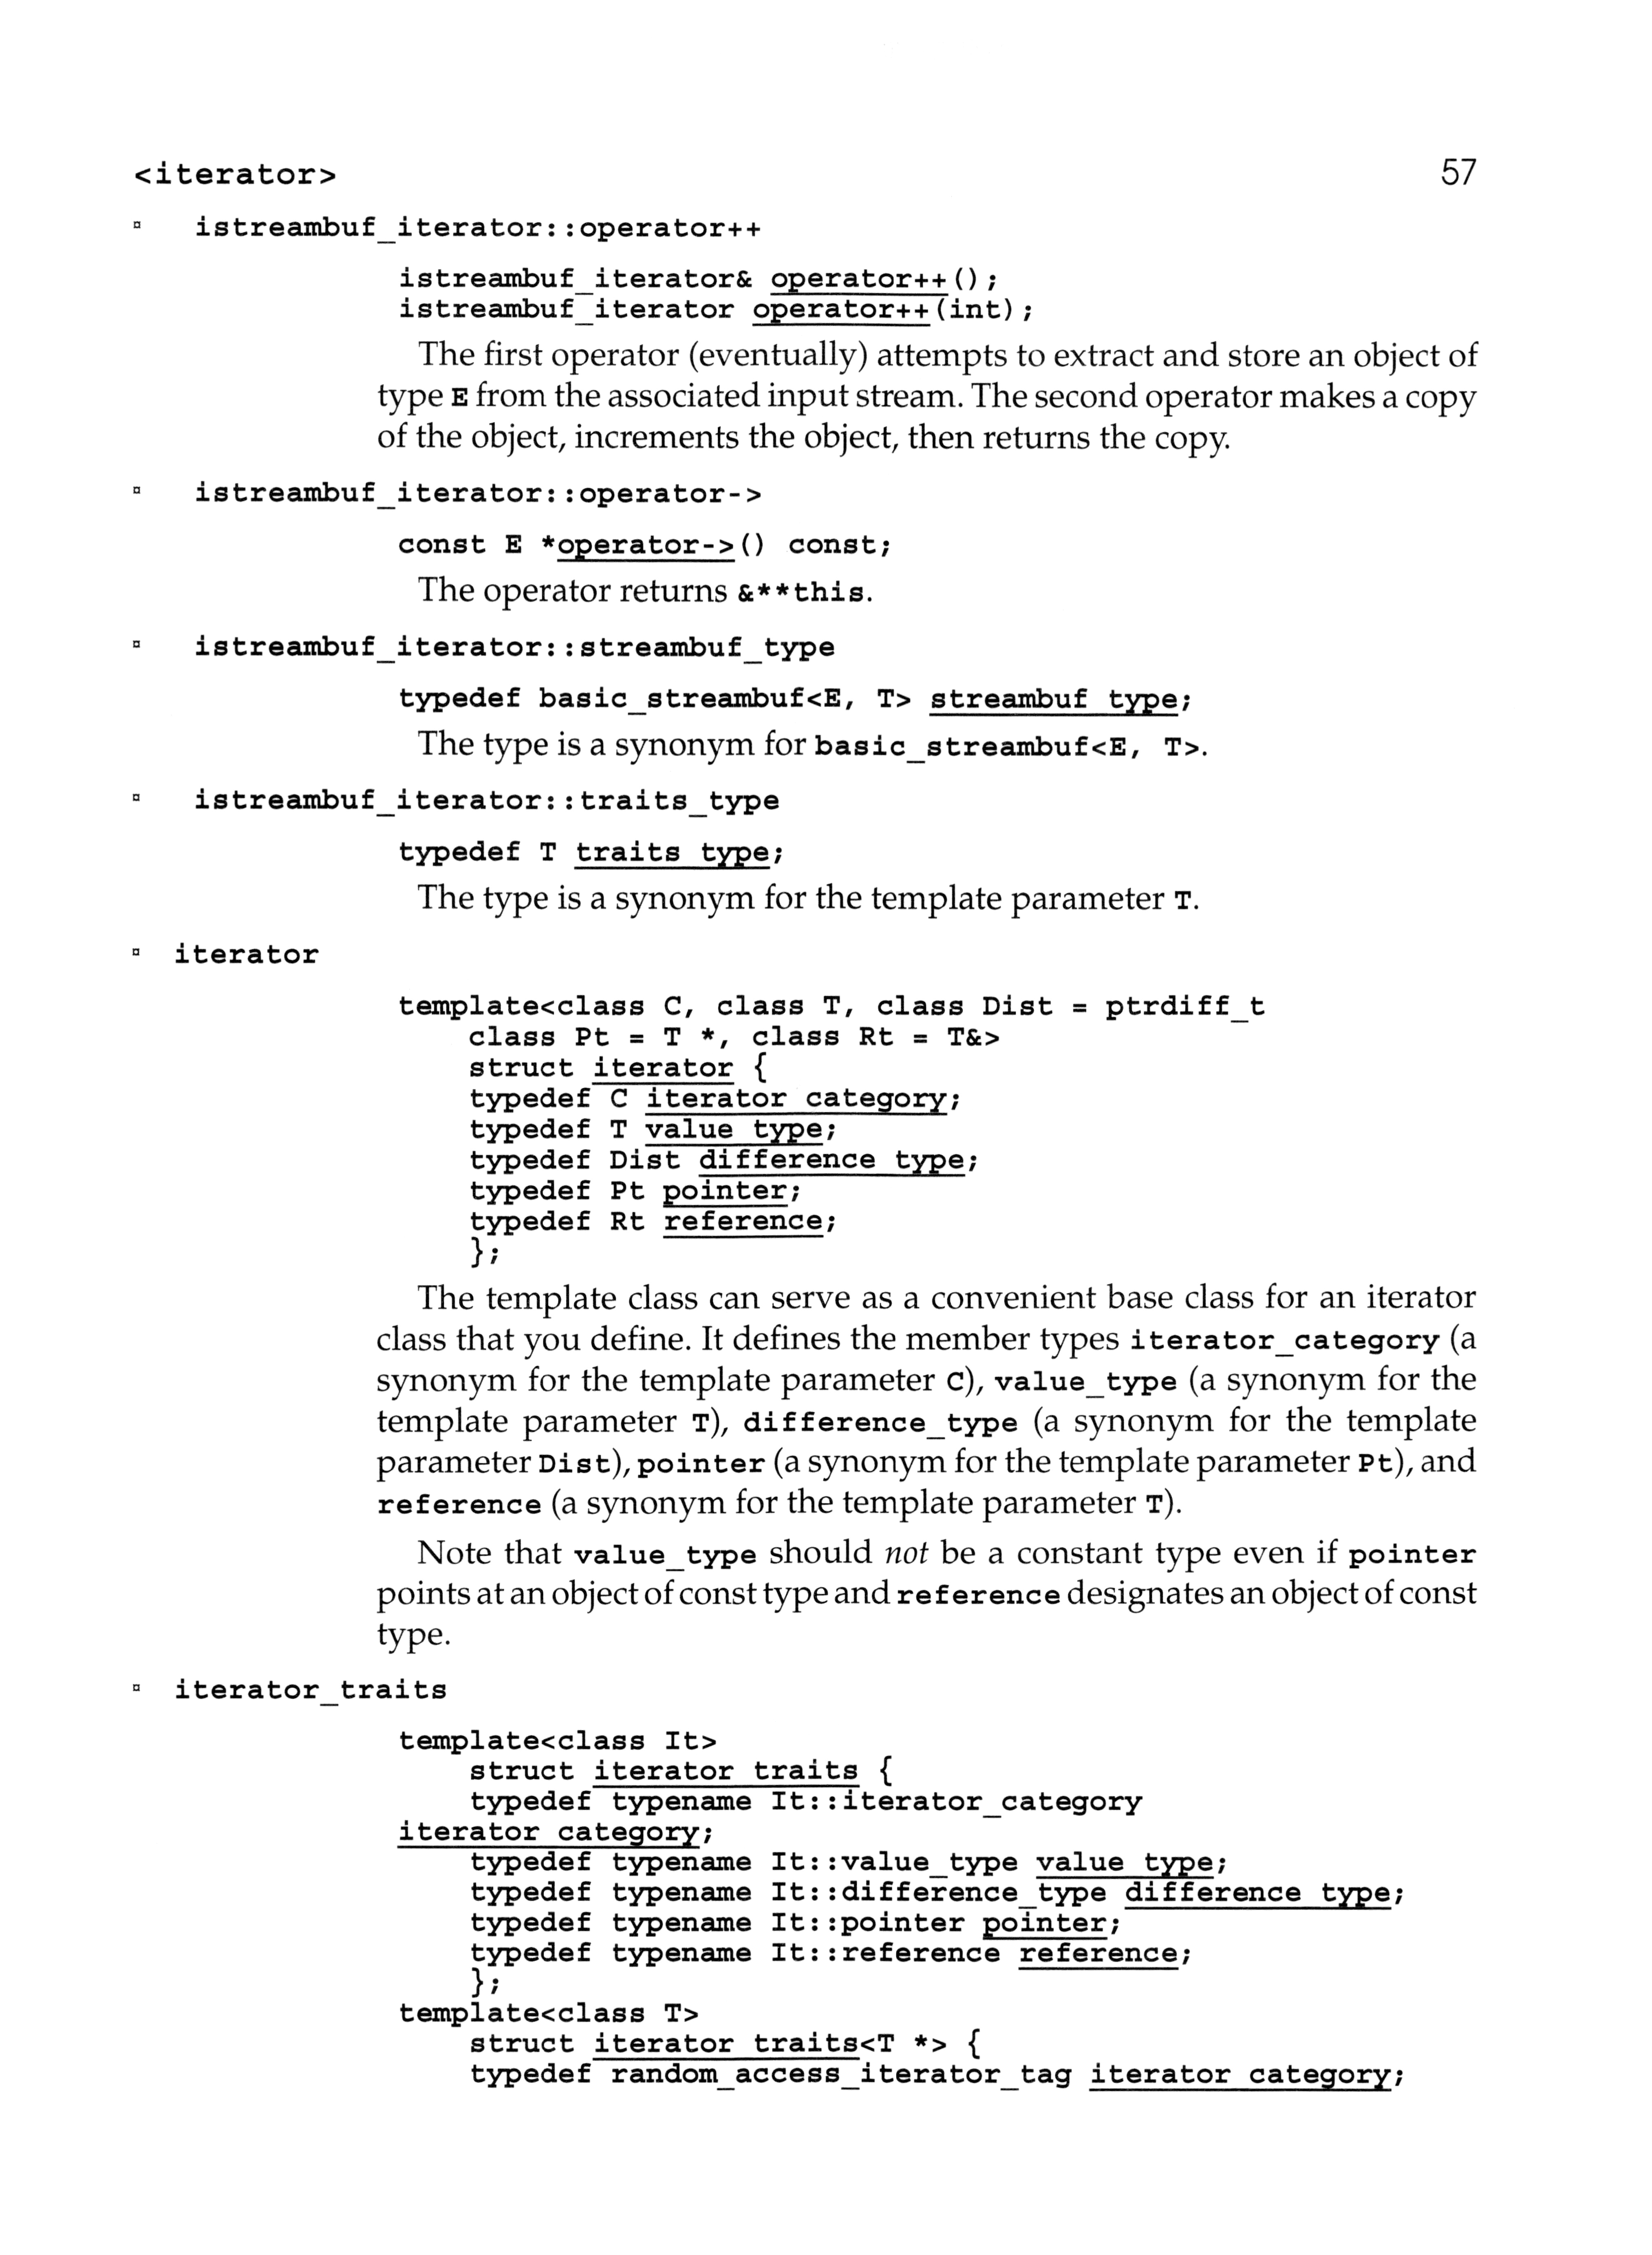 <iterator> 57
▫ istreambuf_iterator::operator++
istreambuf_iterator& operator++();
istreambuf_iterator operator++(int);
The first operator (eventually) attempts to extract and store an object of
type E from the associated input stream. The second operator makes a copy
of the object, increments the object, then returns the copy.
▫ istreambuf_iterator::operator->
const E *operator->() const;
The operator returns &**this.
▫ istreambuf_iterator::streambuf_type
typedef basic_streambuf<E, T> streambuf_type;
The type is a synonym for basic_streambuf<E, T>.
▫ istreambuf_iterator::traits_type
typedef T traits_type;
The type is a synonym for the template parameter T.
▫ iterator
template<class C, class T, class Dist = ptrdiff_t
class Pt = T *, class Rt = T&>
struct iterator {
typedef C iterator_category;
typedef T value_type;
typedef Dist difference_type;
typedef Pt pointer;
typedef Rt reference;
};
The template class can serve as a convenient base class for an iterator
class that you define. It defines the member types iterator_category (a
synonym for the template parameter C), value_type (a synonym for the
template parameter T), difference_type (a synonym for the template
parameter Dist), pointer (a synonym for the template parameter Pt), and
reference (a synonym for the template parameter T).
Note that value_type should not be a constant type even if pointer
points at an object of const type and reference designates an object of const
type.
▫ iterator_traits
template<class It>
struct iterator_traits {
typedef typename It::iterator_category
iterator_category;
typedef typename It::value_type value_type;
typedef typename It::difference_type difference_type;
typedef typename It::pointer pointer;
typedef typename It::reference reference;
};
template<class T>
struct iterator_traits<T *> {
typedef random_access_iterator_tag iterator_category;